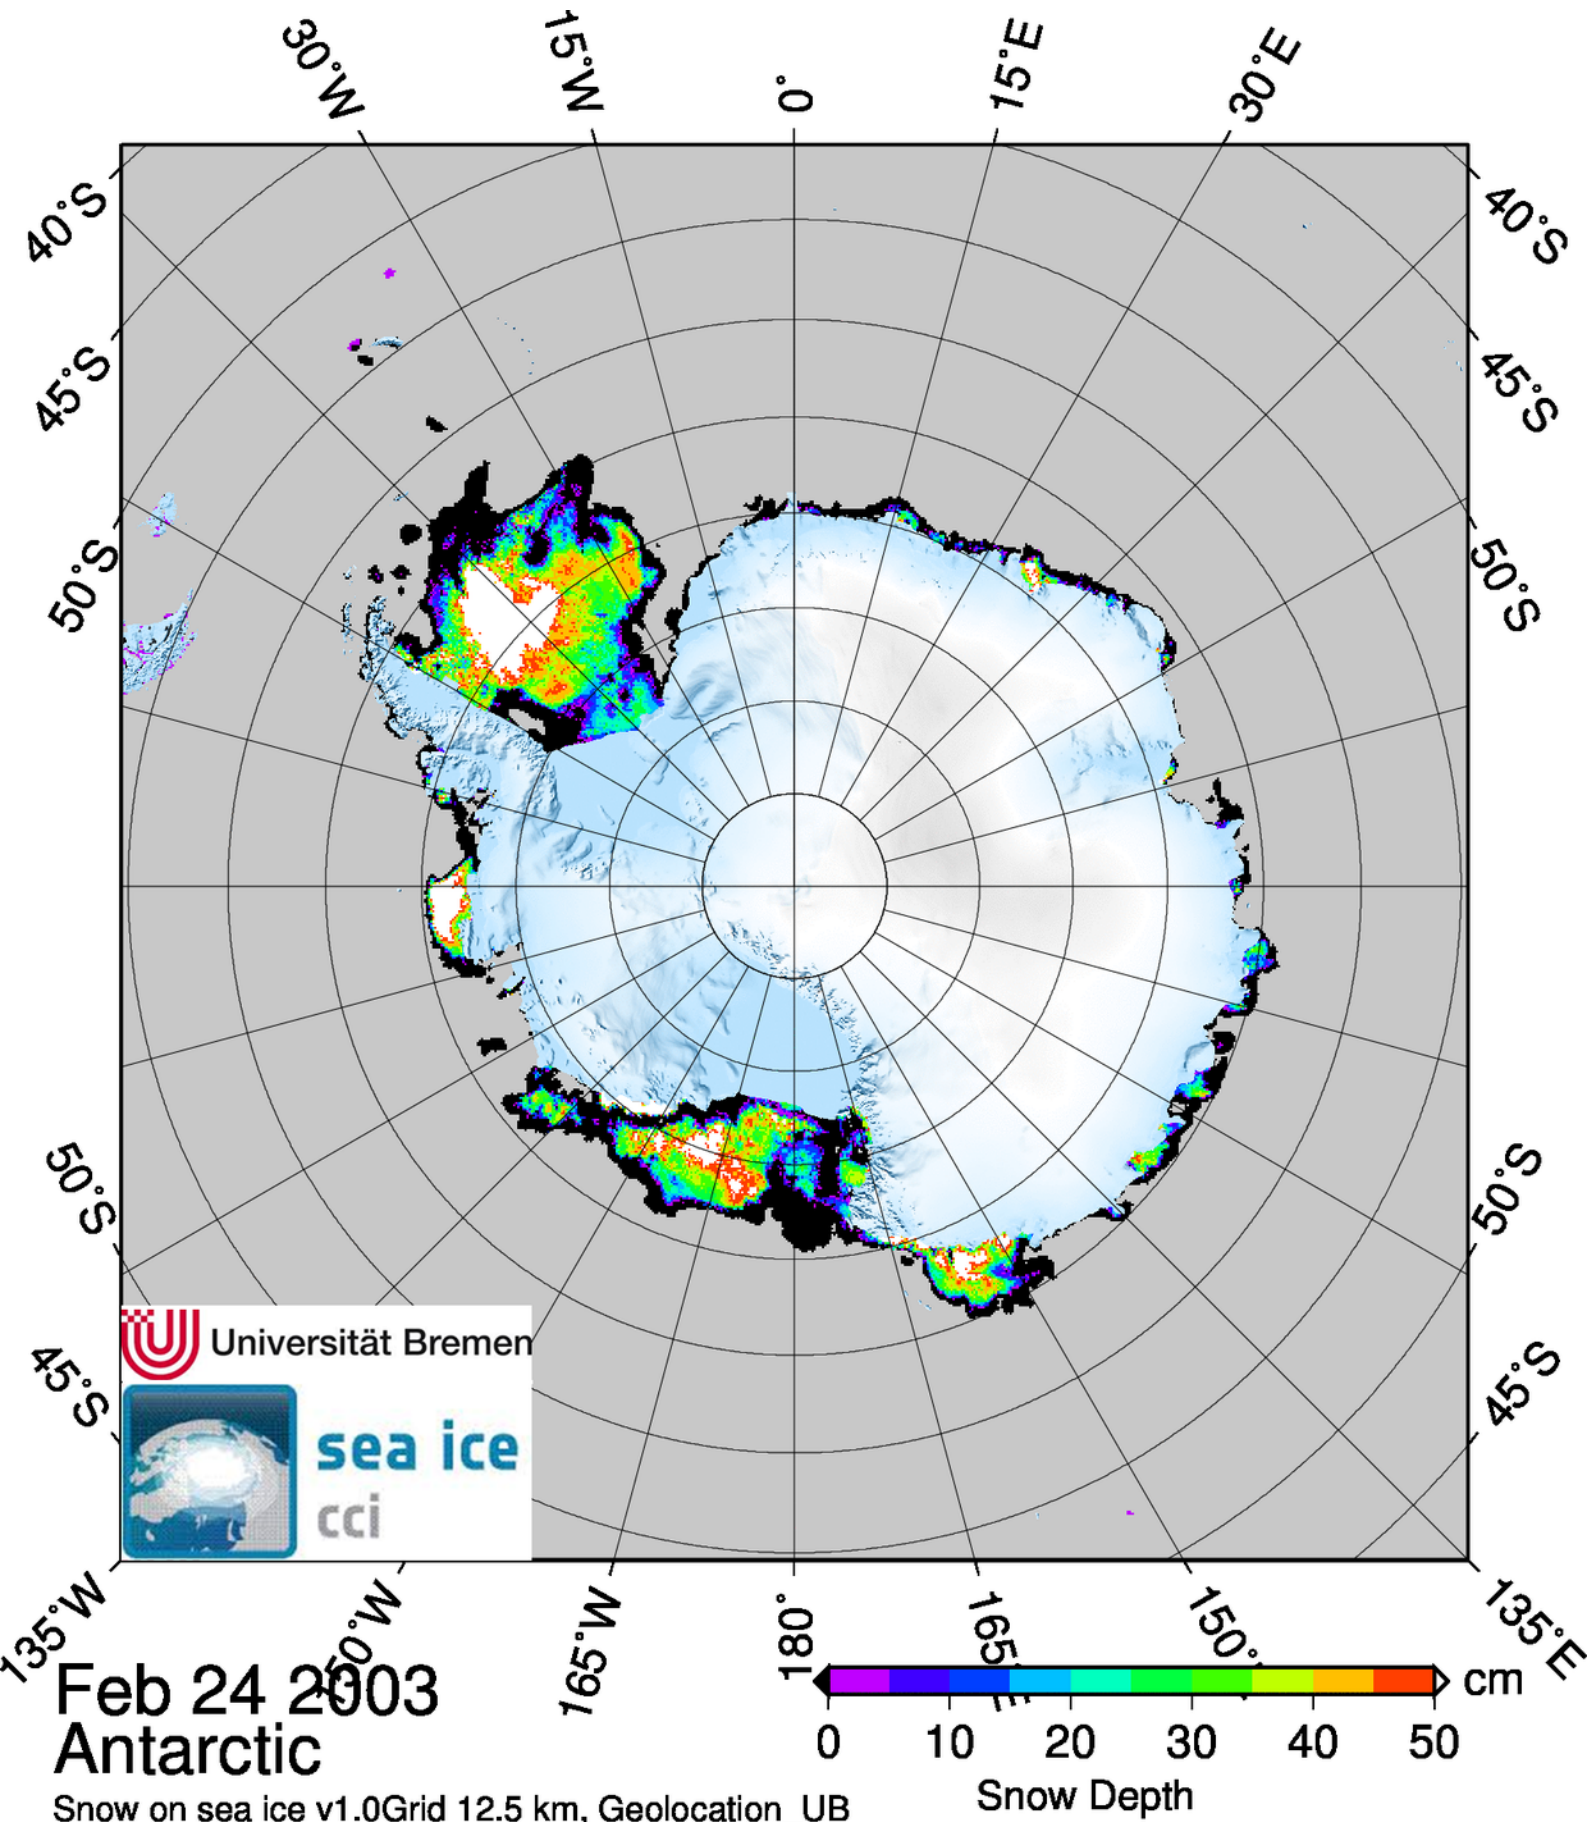 30°W 15°W 0° 15°E 30°E
40°S 40°S
45°S 45°S
50°S 50°S
50°S 50°S
45°S 45°S
Universität Bremen
sea ice
cci
135°W 165°W 180° 165°E 150° 135°E
Feb 24 2003
Antarctic
Snow on sea ice v1.0Grid 12.5 km, Geolocation UB
cm
0 10 20 30 40 50
Snow Depth